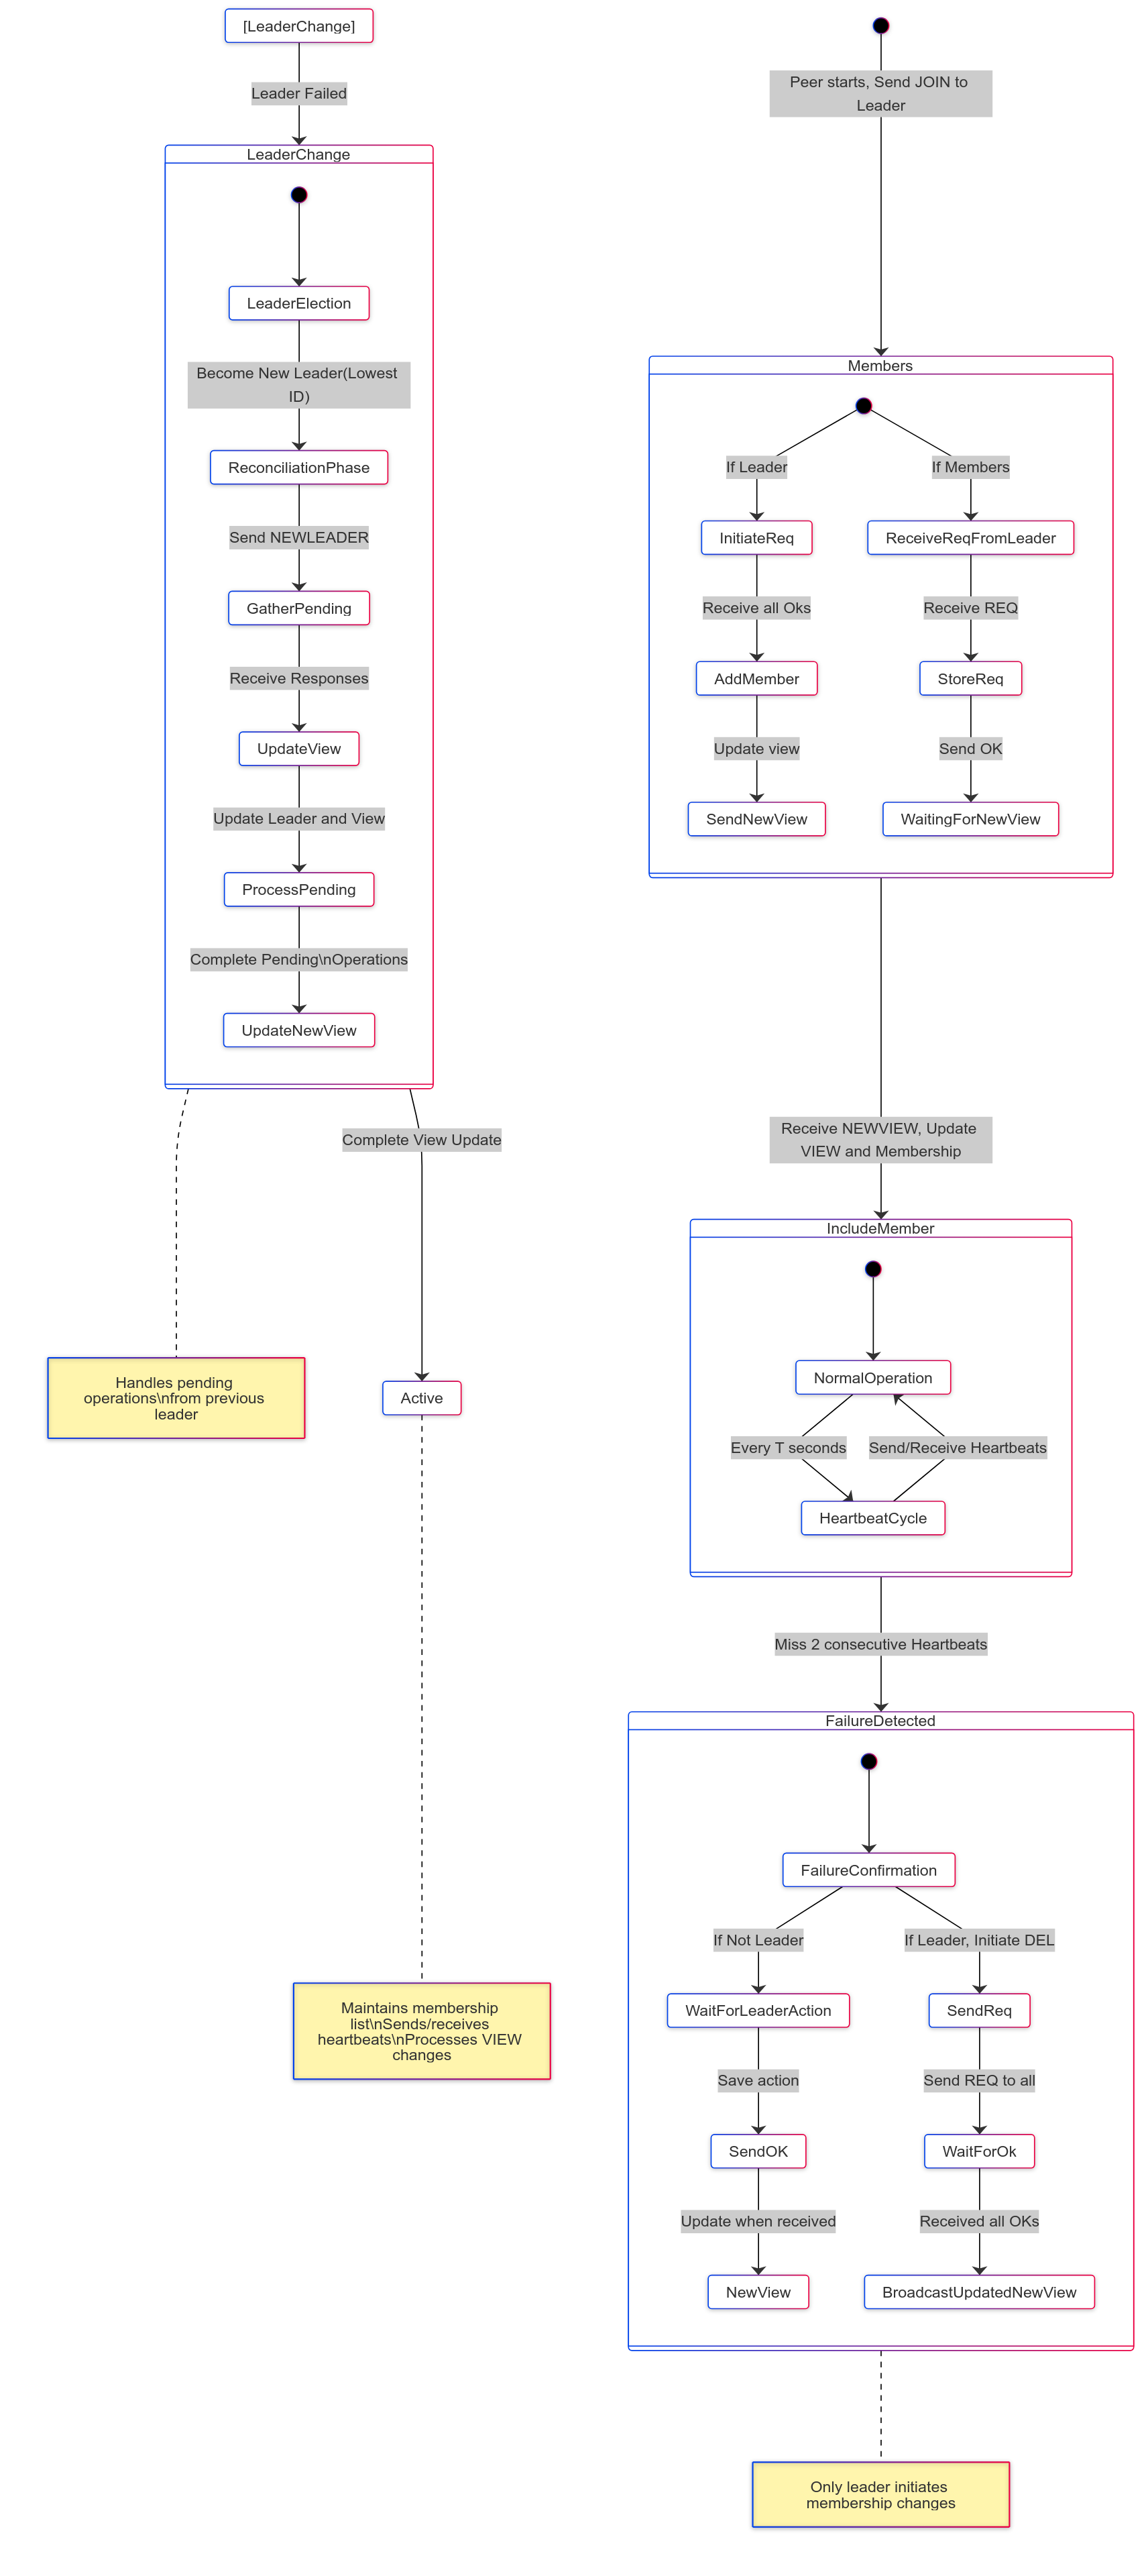 [LeaderChange]
Leader Failed
LeaderChange
LeaderElection
Become New Leader(Lowest
ID)
ReconciliationPhase
Send NEWLEADER
GatherPending
Receive Responses
UpdateView
Update Leader and View
ProcessPending
Complete Pending\nOperations
UpdateNewView
Complete View Update
Handles pending
operations\nfrom previous
leader
Active
Maintains membership
list\nSends/receives
heartbeats\nProcesses VIEW
changes
Peer starts, Send JOIN to
Leader
Members
If Leader
If Members
InitiateReq
ReceiveReqFromLeader
Receive all Oks
Receive REQ
AddMember
StoreReq
Update view
Send OK
SendNewView
WaitingForNewView
Receive NEWVIEW, Update
VIEW and Membership
IncludeMember
NormalOperation
Every T seconds
Send/Receive Heartbeats
HeartbeatCycle
Miss 2 consecutive Heartbeats
FailureDetected
FailureConfirmation
If Not Leader
If Leader, Initiate DEL
WaitForLeaderAction
SendReq
Save action
Send REQ to all
SendOK
WaitForOk
Update when received
Received all OKs
NewView
BroadcastUpdatedNewView
Only leader initiates
membership changes